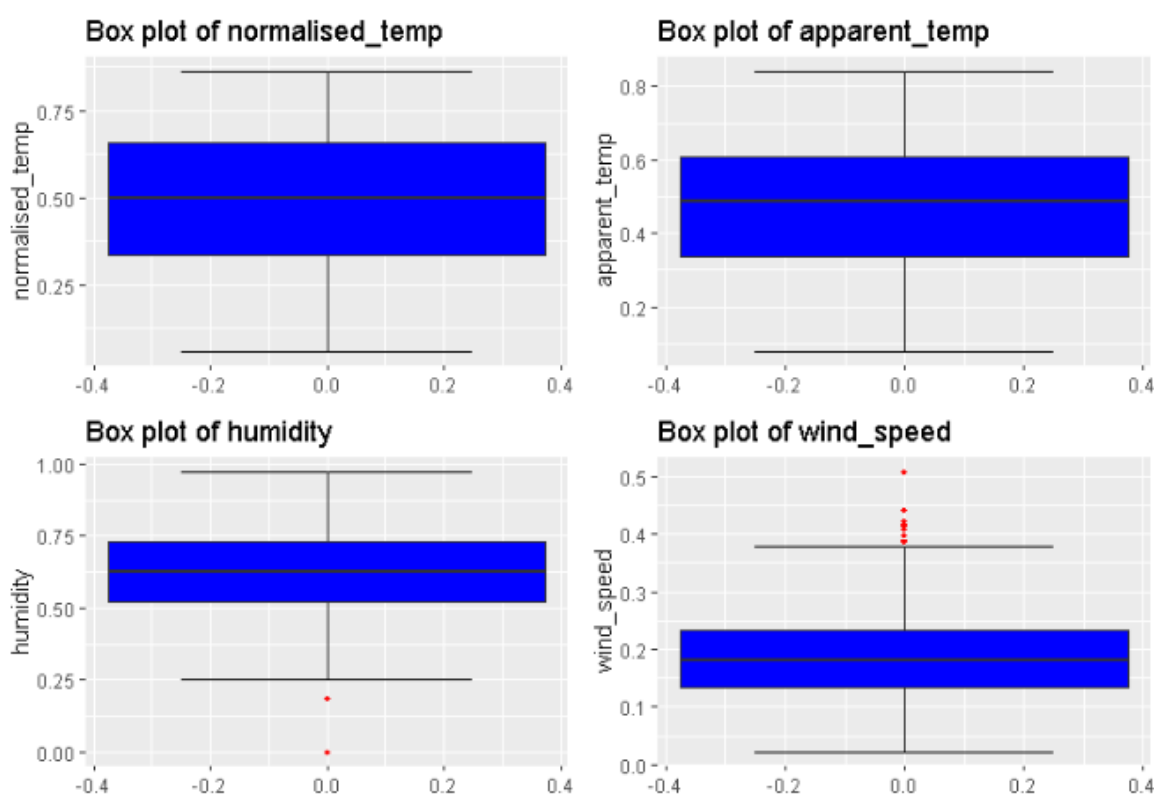 Box plot of normalised_temp
normalised_temp
0.75
0.50
0.25
-0.4 -0.2 0.0 0.2 0.4
Box plot of apparent_temp
apparent_temp
0.8
0.6
0.4
0.2
-0.4 -0.2 0.0 0.2 0.4
Box plot of humidity
humidity
1.00
0.75
0.50
0.25
0.00
-0.4 -0.2 0.0 0.2 0.4
Box plot of wind_speed
wind_speed
0.5
0.4
0.3
0.2
0.1
0.0
-0.4 -0.2 0.0 0.2 0.4